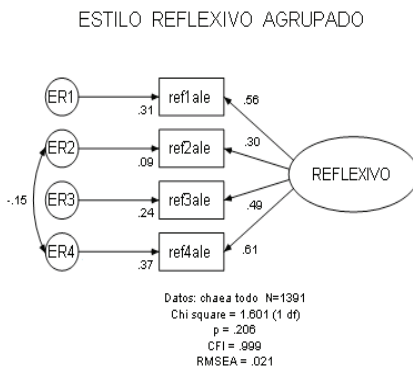 ESTILO REFLEXIVO AGRUPADO
ER1
.31
ref1ale
.56
ER2
.09
ref2ale
.30
REFLEXIVO
-.15
ER3
.24
ref3ale
.49
ER4
.37
ref4ale
.61
Datos: chaea todo N=1391
Chi square = 1.601 (1 df)
p = .206
CFI = .999
RMSEA = .021